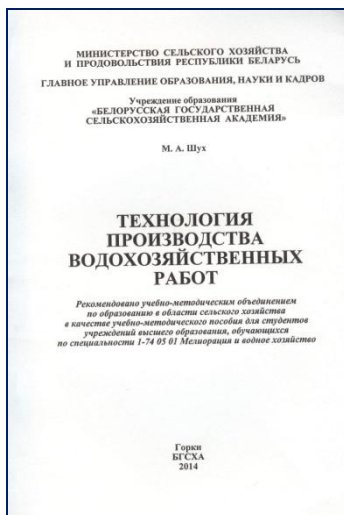 МИНИСТЕРСТВО СЕЛЬСКОГО ХОЗЯЙСТВА
И ПРОДОВОЛЬСТВИЯ РЕСПУБЛИКИ БЕЛАРУСЬ
ГЛАВНОЕ УПРАВЛЕНИЕ ОБРАЗОВАНИЯ, НАУКИ И КАДРОВ
Учреждение образования
«БЕЛОРУССКАЯ ГОСУДАРСТВЕННАЯ
СЕЛЬСКОХОЗЯЙСТВЕННАЯ АКАДЕМИЯ»
М. А. Шух
ТЕХНОЛОГИЯ
ПРОИЗВОДСТВА
ВОДОХОЗЯЙСТВЕННЫХ
РАБОТ
Рекомендовано учебно-методическим объединением
по образованию в области сельского хозяйства
в качестве учебно-методического пособия для студентов
учреждений высшего образования, обучающихся
по специальности 1-74 05 01 Мелиорация и водное хозяйство
Горки
БГСХА
2014